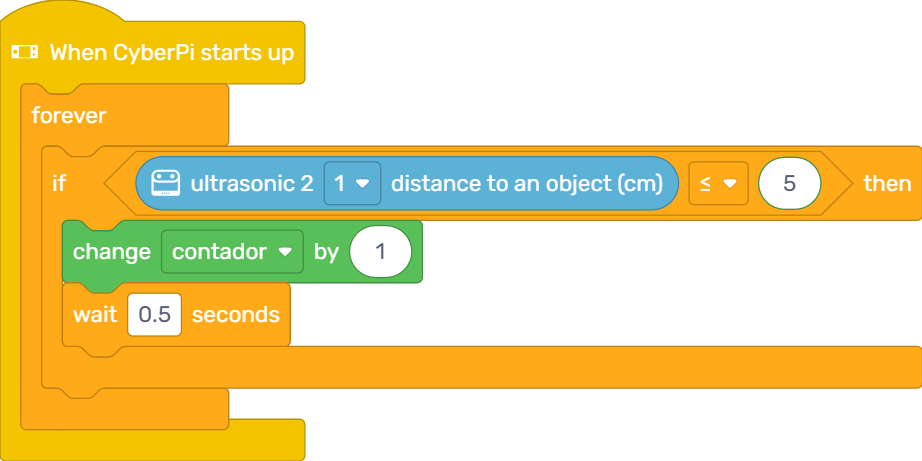 When CyberPi starts up
forever
if ultrasonic 2 1 distance to an object (cm) ≤ 5 then
change contador by 1
wait 0.5 seconds